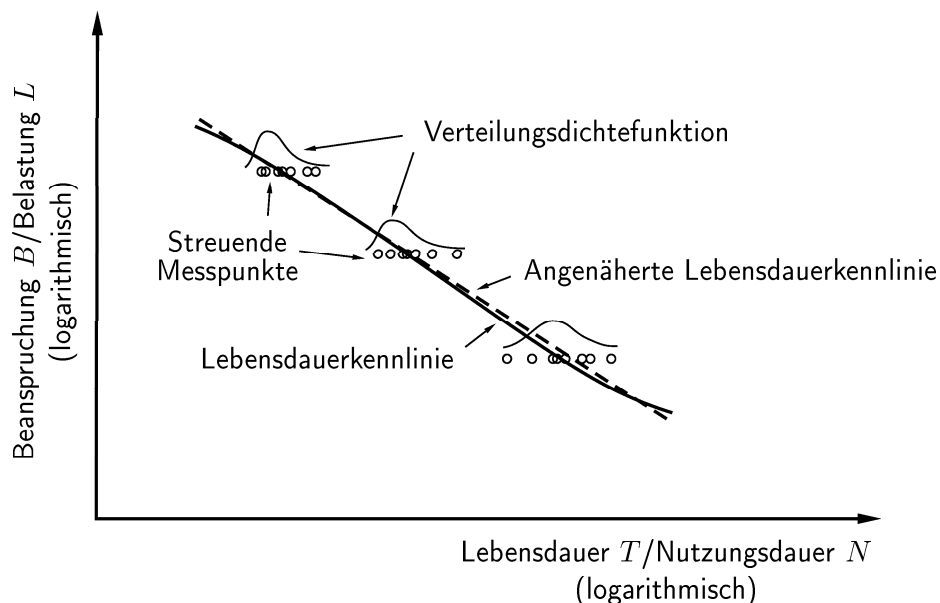 Beanspruchung B/Belastung L
(logarithmisch)
Verteilungsdichtefunktion
Streuende
Messpunkte
Angenäherte Lebensdauerkennlinie
Lebensdauerkennlinie
Lebensdauer T/Nutzungsdauer N
(logarithmisch)